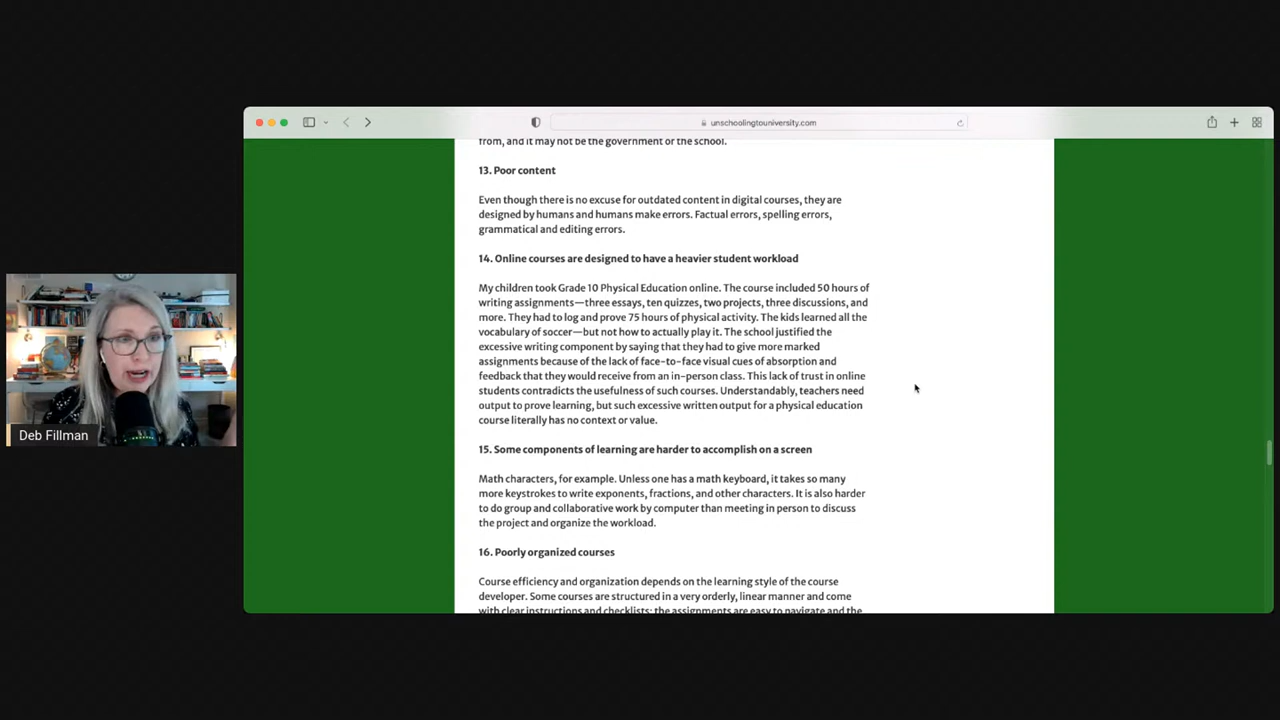 unschoolingtouniversity.com
from, and it may not be the government or the school.
13. Poor content
Even though there is no excuse for outdated content in digital courses, they are
designed by humans and humans make errors. Factual errors, spelling errors,
grammatical and editing errors.
14. Online courses are designed to have a heavier student workload
My children took Grade 10 Physical Education online. The course included 50 hours of
writing assignments—three essays, ten quizzes, two projects, three discussions, and
more. They had to log and prove 75 hours of physical activity. The kids learned all the
vocabulary of soccer—but not how to actually play it. The school justified the
excessive writing component by saying that they had to give more marked
assignments because of the lack of face-to-face visual cues of absorption and
feedback that they would receive from an in-person class. This lack of trust in online
students contradicts the usefulness of such courses. Understandably, teachers need
output to prove learning, but such excessive written output for a physical education
course literally has no context or value.
15. Some components of learning are harder to accomplish on a screen
Math characters, for example. Unless one has a math keyboard, it takes so many
more keystrokes to write exponents, fractions, and other characters. It is also harder
to do group and collaborative work by computer than meeting in person to discuss
the project and organize the workload.
16. Poorly organized courses
Course efficiency and organization depends on the learning style of the course
developer. Some courses are structured in a very orderly, linear manner and come
with clear instructions and checklists; the assignments are easy to navigate and the
Deb Fillman